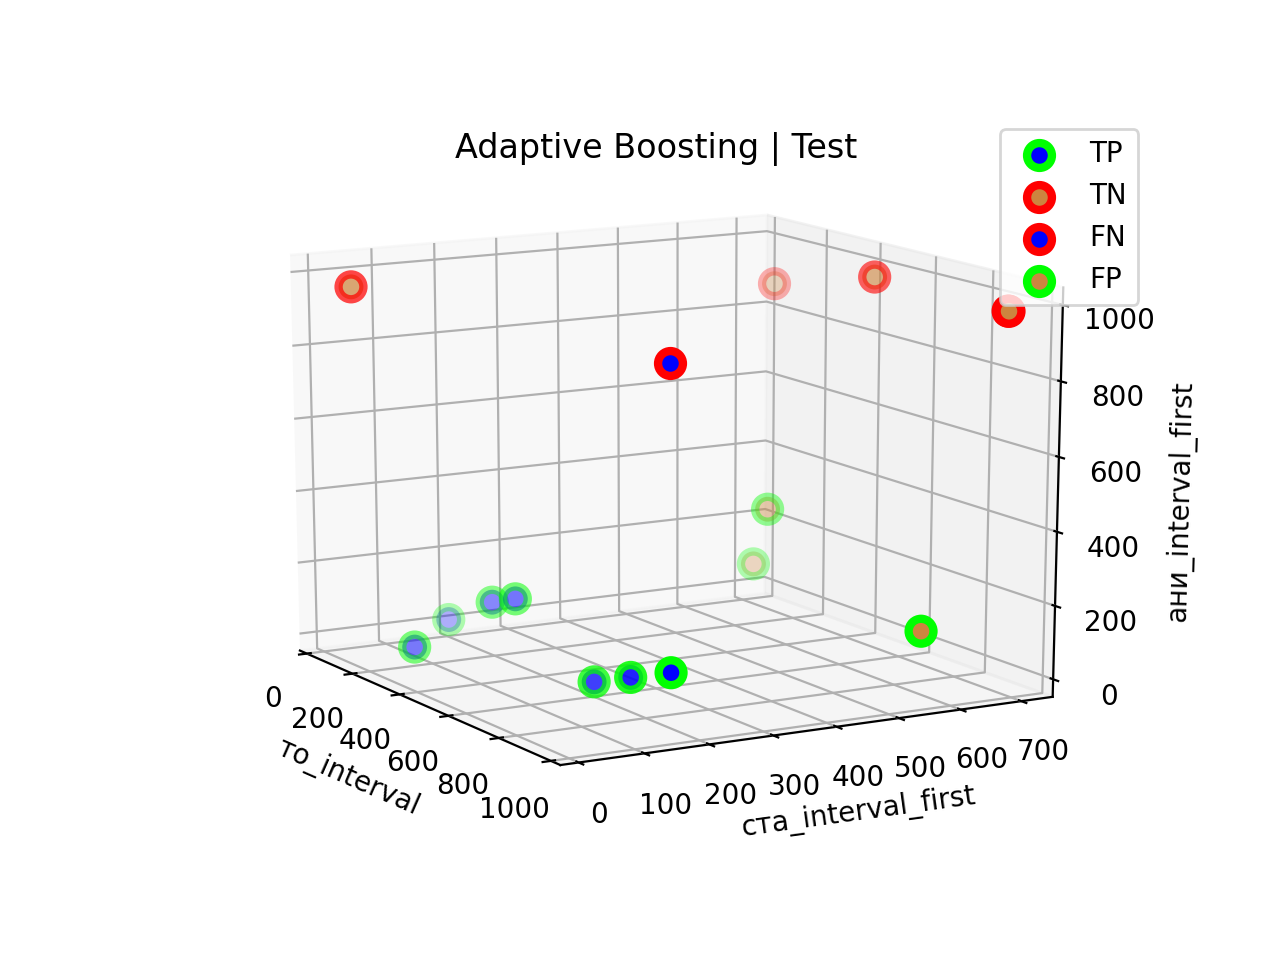 Adaptive Boosting | Test
TP
TN
FN
FP
1000
800
600
400
200
0
ани_interval_first
0
200
400
600
800
1000
то_interval
0
100
200
300
400
500
600
700
ста_interval_first